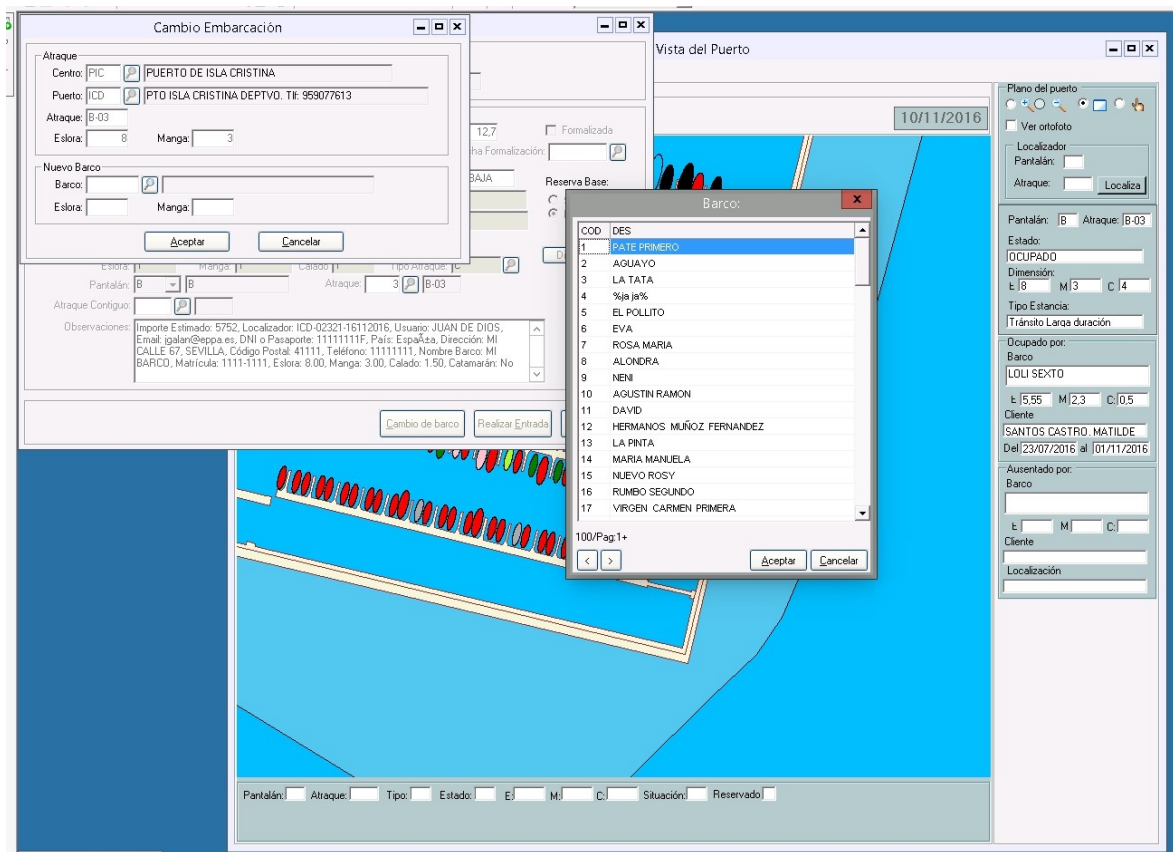 Cambio Embarcación
Atraque
Centro: PIC PUERTO DE ISLA CRISTINA
Puerto: ICD PTO ISLA CRISTINA DEPTVO. Tlf: 959077613
Atraque: B-03
Eslora: 8 Manga: 3
Nuevo Barco
Barco:
Eslora: Manga:
Aceptar Cancelar
12,7 Formalizada
ha Formalización:
BAJA Reserva Base:
Eslora: 1 Manga: 1 Calado 1 Tipo Atraque: C
Pantalán: B B Atraque: 3 B-03
Atraque Contiguo:
Observaciones: Importe Estimado: 5752, Localizador: ICD-02321-16112016, Usuario: JUAN DE DIOS,
Email: jgalan@eppa.es, DNI o Pasaporte: 11111111F, País: EspaÃ±a, Dirección: MI
CALLE 67, SEVILLA, Código Postal: 41111, Teléfono: 11111111, Nombre Barco: MI
BARCO, Matrícula: 1111-1111, Eslora: 8.00, Manga: 3.00, Calado: 1.50, Catamarán: No
Cambio de barco Realizar Entrada
Barco:
COD DES
1 PATE PRIMERO
2 AGUAYO
3 LA TATA
4 %ja ja%
5 EL POLLITO
6 EVA
7 ROSA MARIA
8 ALONDRA
9 NENI
10 AGUSTIN RAMON
11 DAVID
12 HERMANOS MUÑOZ FERNANDEZ
13 LA PINTA
14 MARIA MANUELA
15 NUEVO ROSY
16 RUMBO SEGUNDO
17 VIRGEN CARMEN PRIMERA
100/Pag:1+
< > Aceptar Cancelar
Vista del Puerto
10/11/2016
Plano del puerto
Ver ortofoto
Localizador
Pantalán:
Atraque: Localiza
Pantalán: B Atraque: B-03
Estado:
OCUPADO
Dimensión:
E 8 M 3 C 4
Tipo Estancia:
Tránsito Larga duración
Ocupado por:
Barco
LOLI SEXTO
E 5,55 M 2,3 C: 0,5
Cliente
SANTOS CASTRO. MATILDE
Del 23/07/2016 al 01/11/2016
Ausentado por:
Barco
E M C:
Cliente
Localización
Pantalán: Atraque: Tipo: Estado: E: M: C: Situación: Reservado